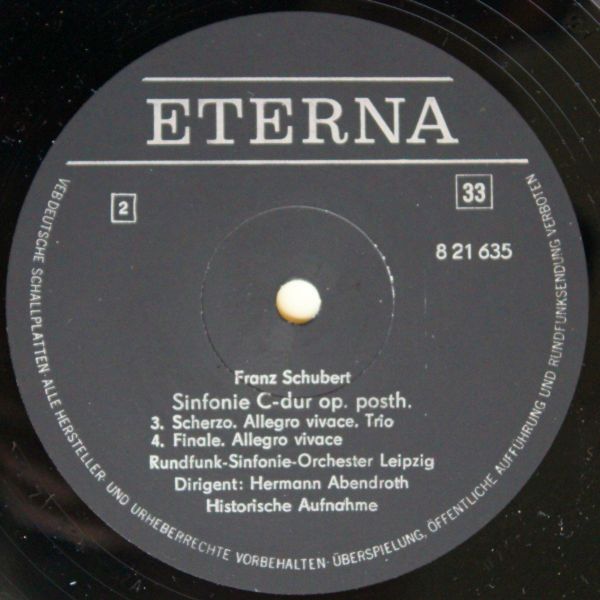 ETERNA
2
33
8 21 635
Franz Schubert
Sinfonie C-dur op. posth.
3. Scherzo. Allegro vivace. Trio
4. Finale. Allegro vivace
Rundfunk-Sinfonie-Orchester Leipzig
Dirigent: Hermann Abendroth
Historische Aufnahme
VEB DEUTSCHE SCHALLPLATTEN · ALLE HERSTELLER- UND URHEBERRECHTE VORBEHALTEN · ÜBERSPIELUNG, ÖFFENTLICHE AUFFÜHRUNG UND RUNDFUNKSENDUNG VERBOTEN